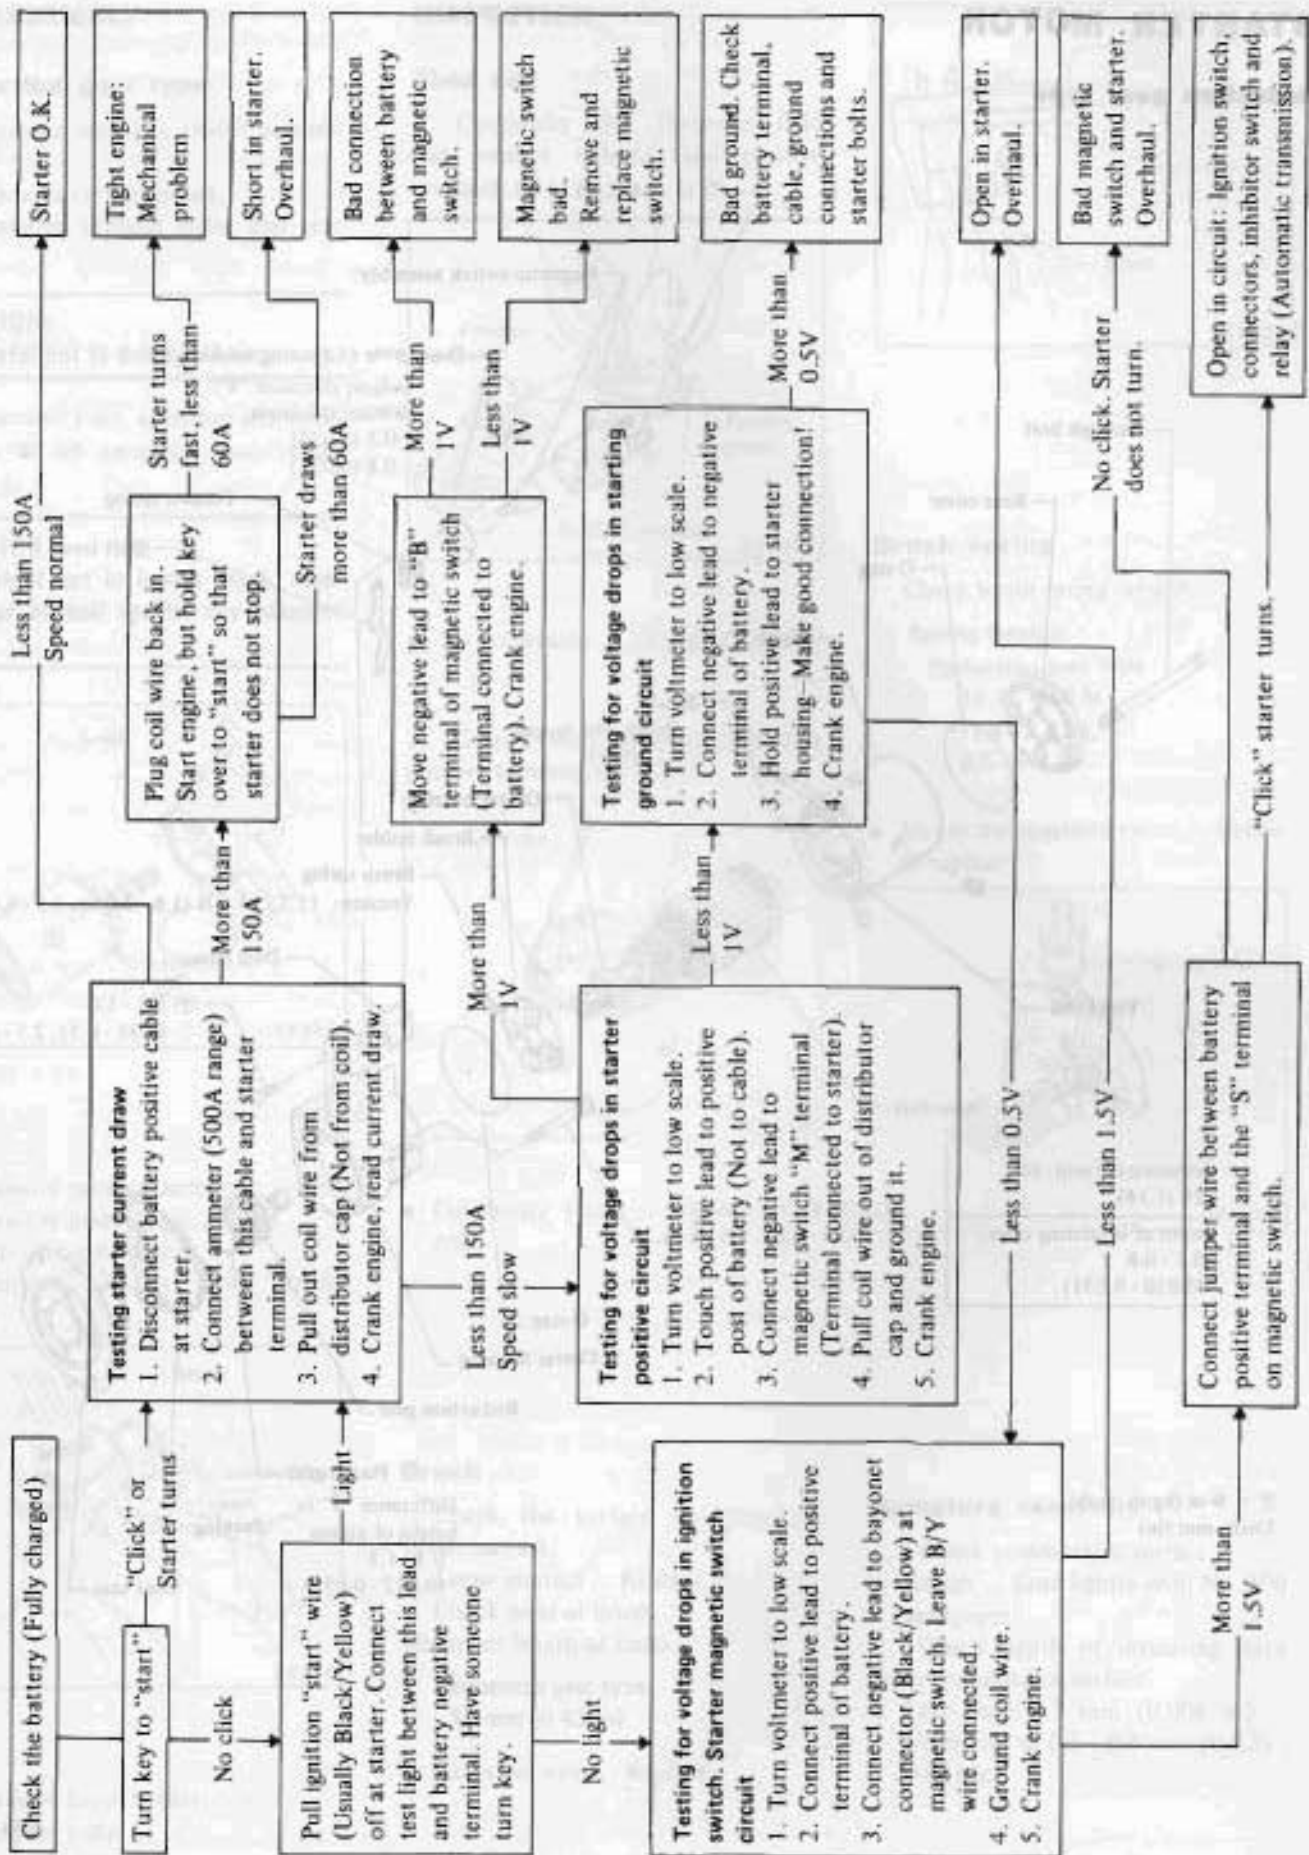 Check the battery (Fully charged)
Turn key to "start"
"Click" or
Starter turns
No click
Pull ignition "start" wire
(Usually Black/Yellow)
off at starter. Connect
test light between this lead
and battery negative
terminal. Have someone
turn key.
Light
No light
Testing for voltage drops in ignition
switch. Starter magnetic switch
circuit
1. Turn voltmeter to low scale.
2. Connect positive lead to positive
terminal of battery.
3. Connect negative lead to bayonet
connector (Black/Yellow) at
magnetic switch. Leave B/Y
wire connected.
4. Ground coil wire.
5. Crank engine.
More than
1.5V
Less than 1.5V
Testing starter current draw
1. Disconnect battery positive cable
at starter.
2. Connect ammeter (500A range)
between this cable and starter
terminal.
3. Pull out coil wire from
distributor cap (Not from coil).
4. Crank engine, read current draw.
Less than 150A
Speed normal
More than
150A
Less than 150A
Speed slow
Testing for voltage drops in starter
positive circuit
1. Turn voltmeter to low scale.
2. Touch positive lead to positive
post of battery (Not to cable).
3. Connect negative lead to
magnetic switch "M" terminal
(Terminal connected to starter).
4. Pull coil wire out of distributor
cap and ground it.
5. Crank engine.
More than
1V
Less than
1V
Less than 0.5V
Connect jumper wire between battery
positive terminal and the "S" terminal
on magnetic switch.
"Click" starter turns.
No click. Starter
does not turn.
Plug coil wire back in.
Start engine, but hold key
over to "start" so that
starter does not stop.
Starter turns
fast less than
60A
Starter draws
more than 60A
Move negative lead to "B"
terminal of magnetic switch
(Terminal connected to
battery). Crank engine.
More than
1V
Less than
1V
Testing for voltage drops in starting
ground circuit
1. Turn voltmeter to low scale.
2. Connect negative lead to negative
terminal of battery.
3. Hold positive lead to starter
housing—Make good connection!
4. Crank engine.
More than
0.5V
Starter O.K.
Tight engine:
Mechanical
problem
Short in starter.
Overhaul.
Bad connection
between battery
and magnetic
switch.
Magnetic switch
bad.
Remove and
replace magnetic
switch.
Bad ground. Check
battery terminal,
cable, ground
connections and
starter bolts.
Open in starter.
Overhaul.
Bad magnetic
switch and starter.
Overhaul.
Open in circuit: Ignition switch
connectors, inhibitor switch and
relay (Automatic transmission).